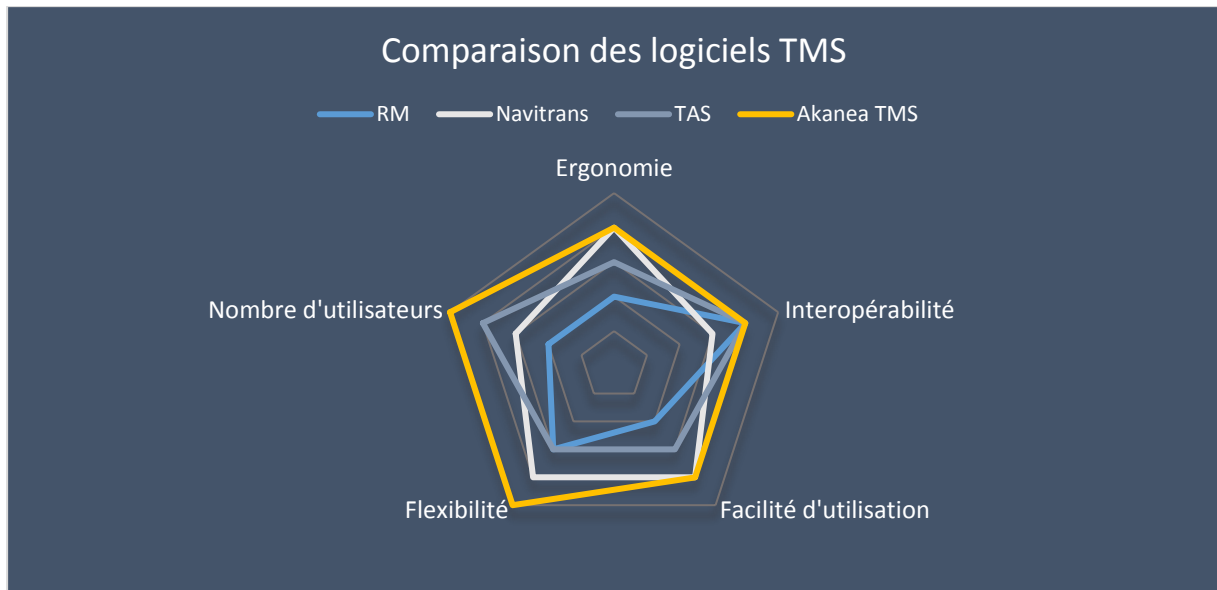 Comparaison des logiciels TMS
RM Navitrans TAS Akanea TMS
Ergonomie
Nombre d'utilisateurs Interopérabilité
Flexibilité Facilité d'utilisation